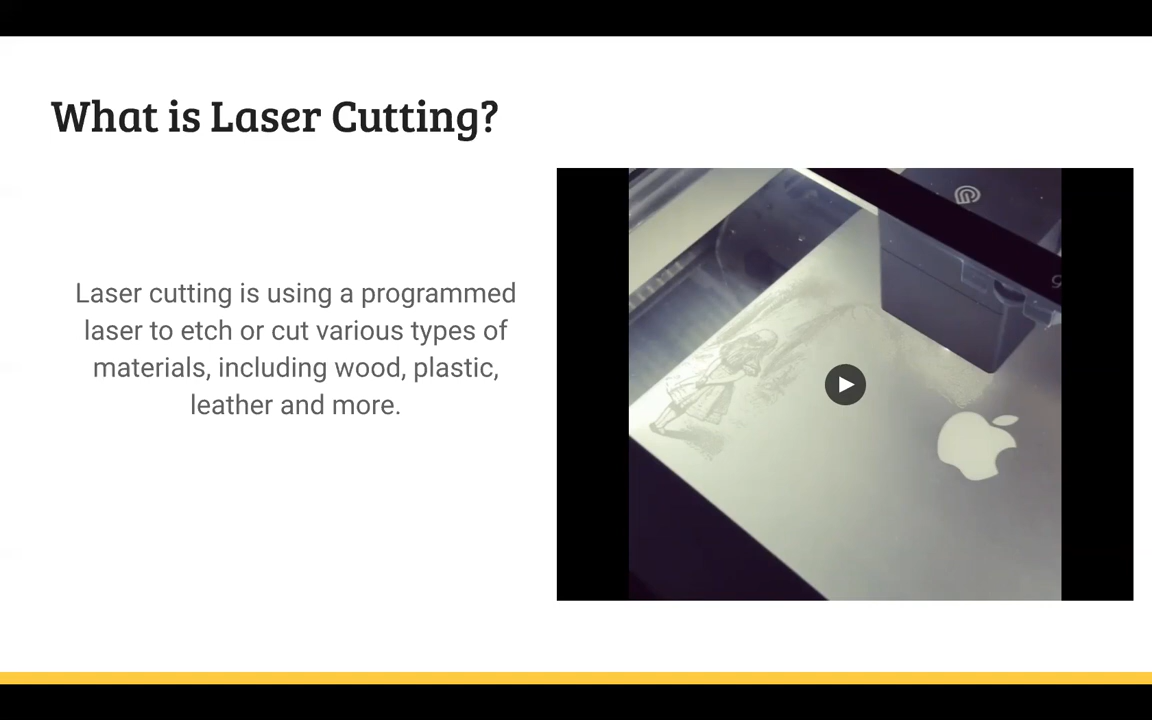 What is Laser Cutting?
Laser cutting is using a programmed
laser to etch or cut various types of
materials, including wood, plastic,
leather and more.